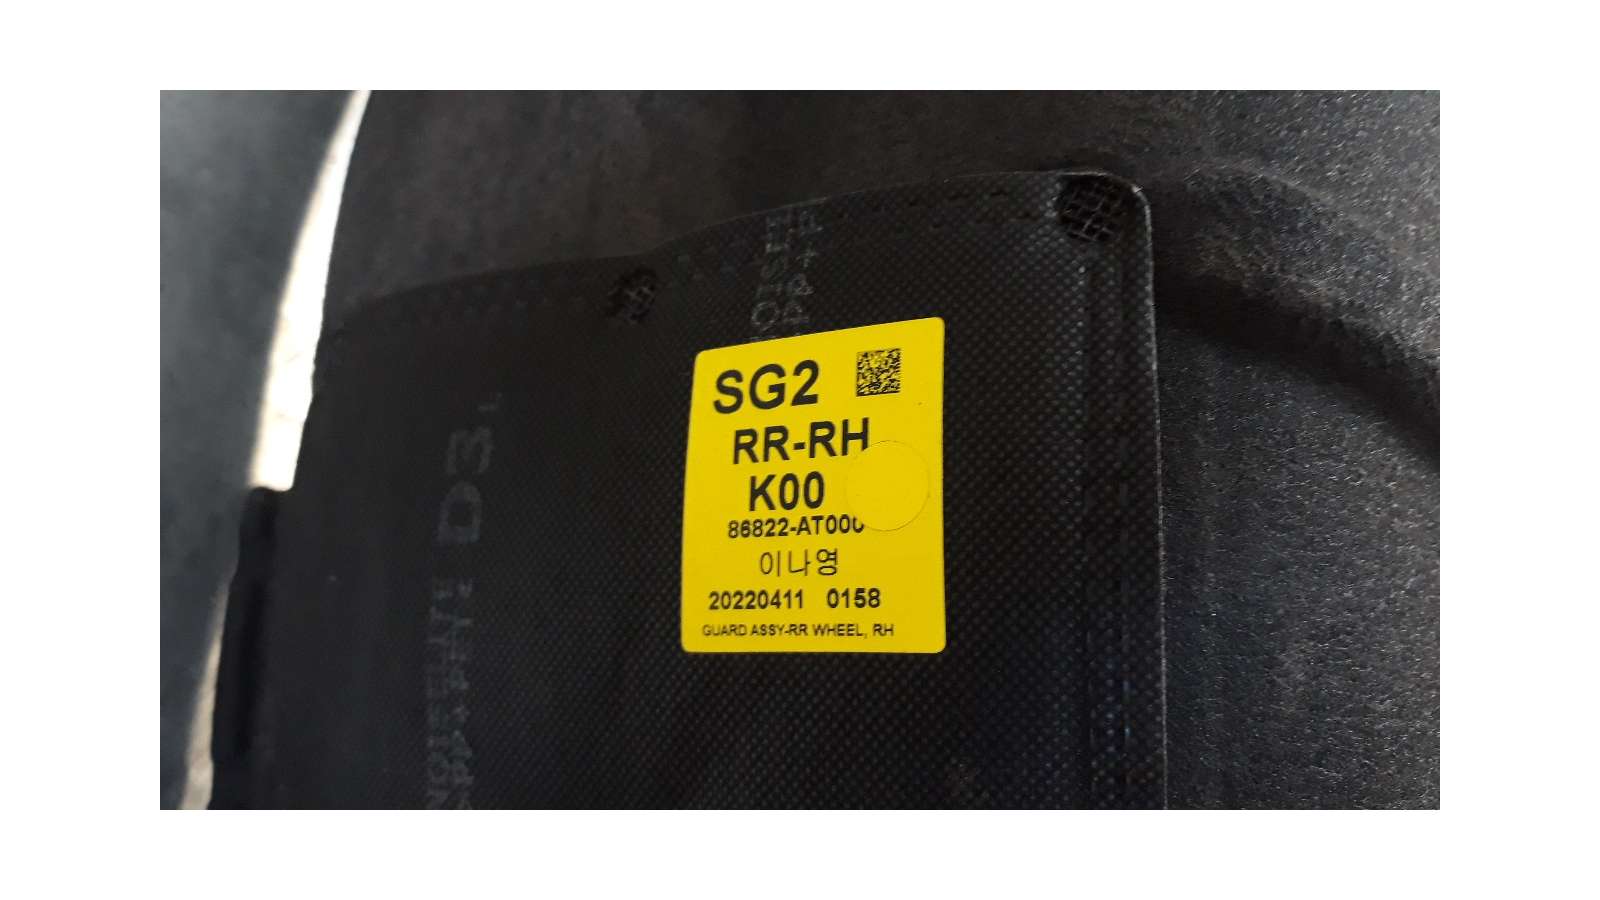 SG2
RR-RH
K00
86822-AT000
이나영
20220411 0158
GUARD ASSY-RR WHEEL, RH